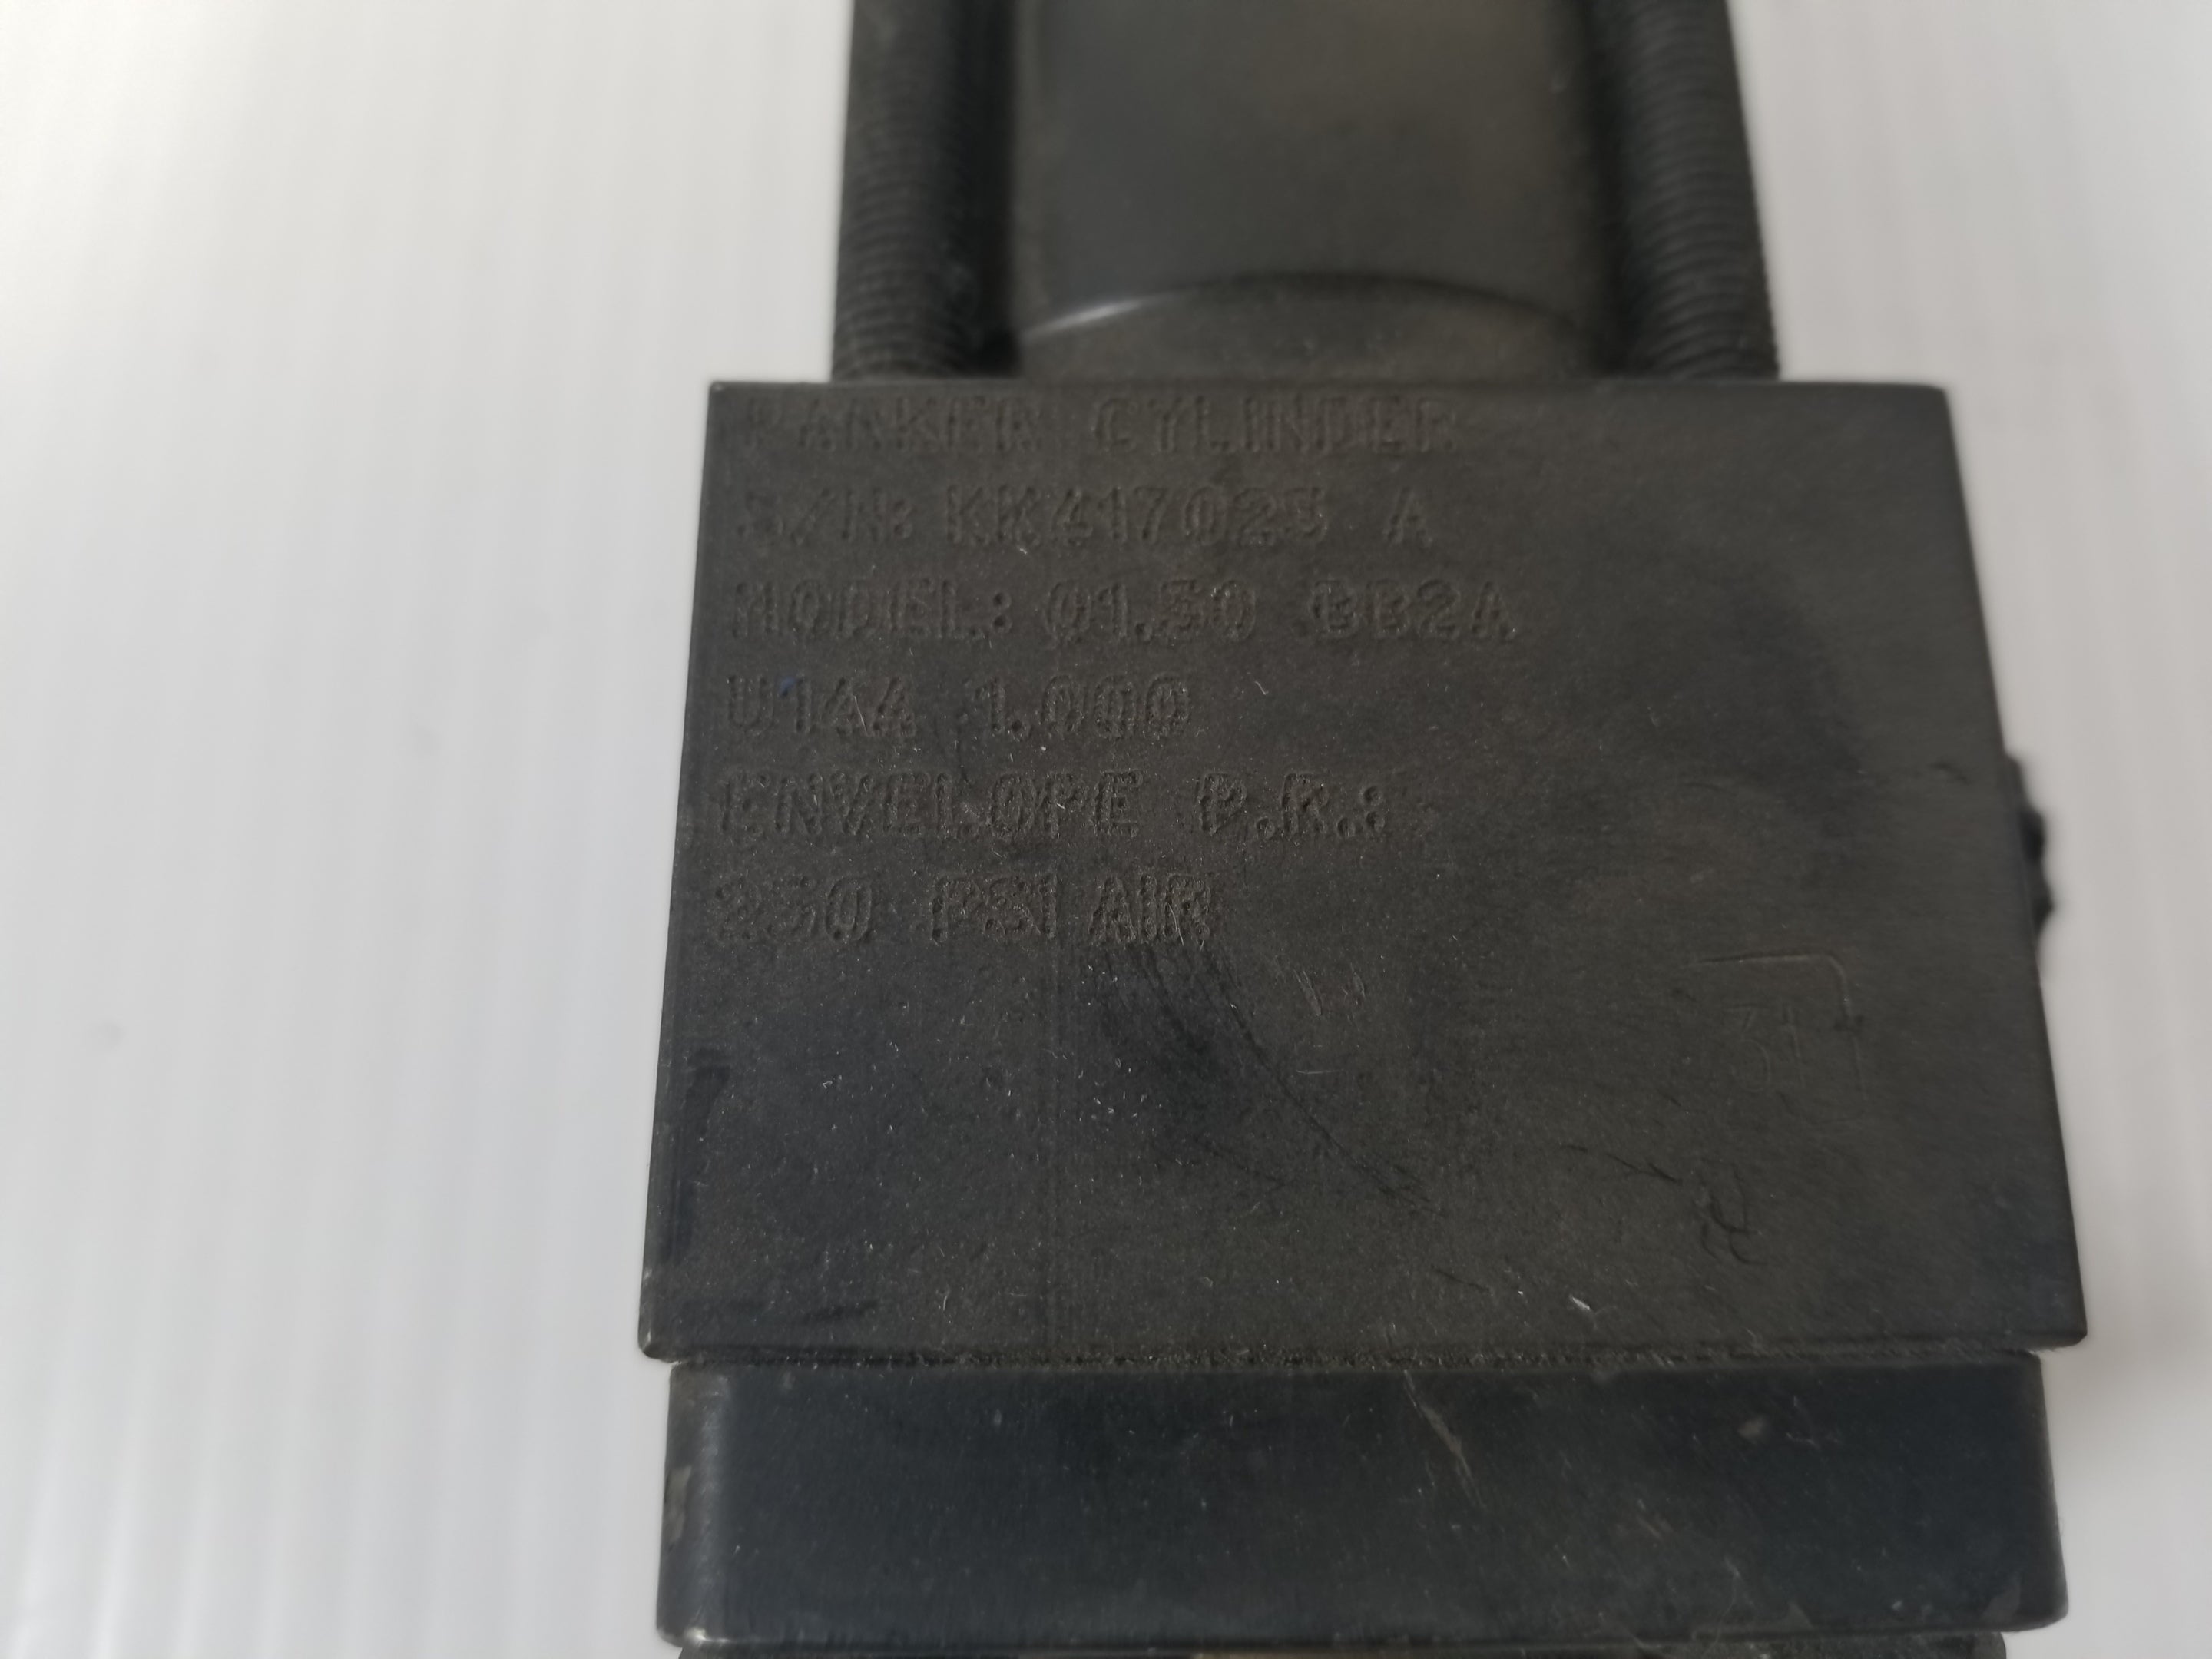 PARKER CYLINDER
S/N: KK417025 A
MODEL: 01.50 BB2A
U14A 1.000
ENVELOPE P.R.:
250 PSI AIR